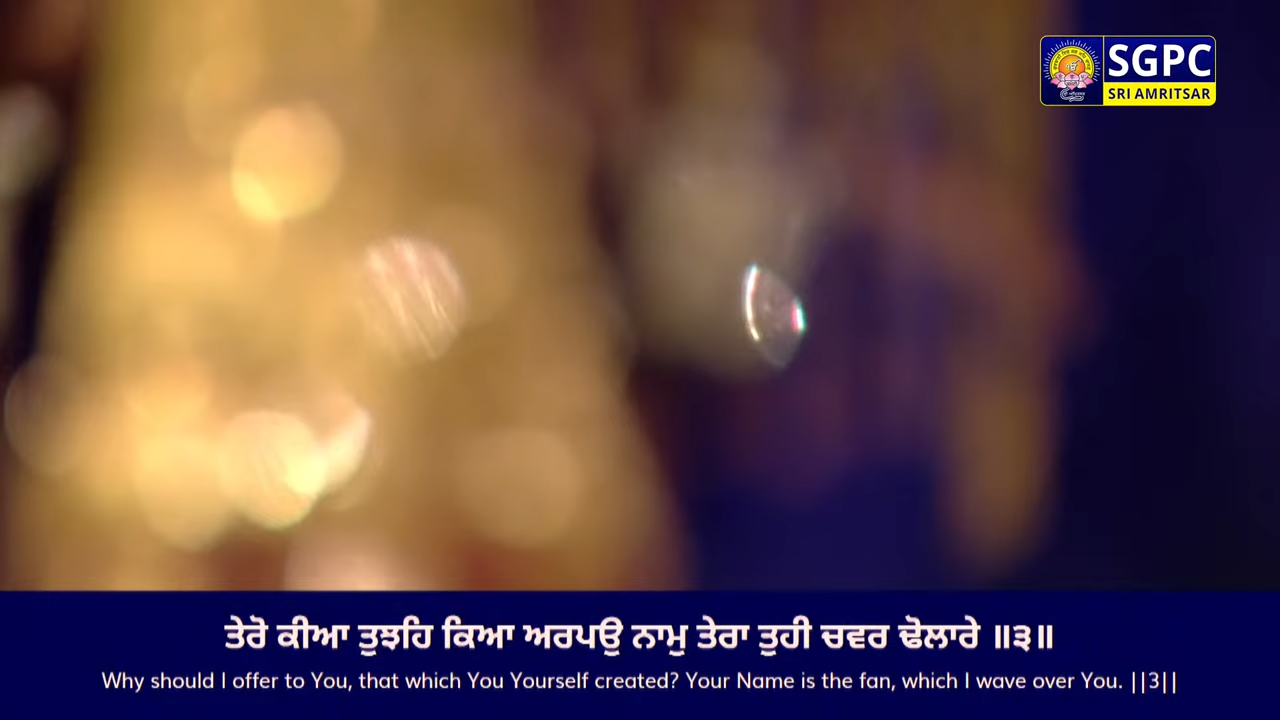 SGPC
SRI AMRITSAR
ਤੇਰੋ ਕੀਆ ਤੁਝਹਿ ਕਿਆ ਅਰਪਉ ਨਾਮੁ ਤੇਰਾ ਤੁਹੀ ਚਵਰ ਢੋਲਾਰੇ ॥੩॥
Why should I offer to You, that which You Yourself created? Your Name is the fan, which I wave over You. ||3||